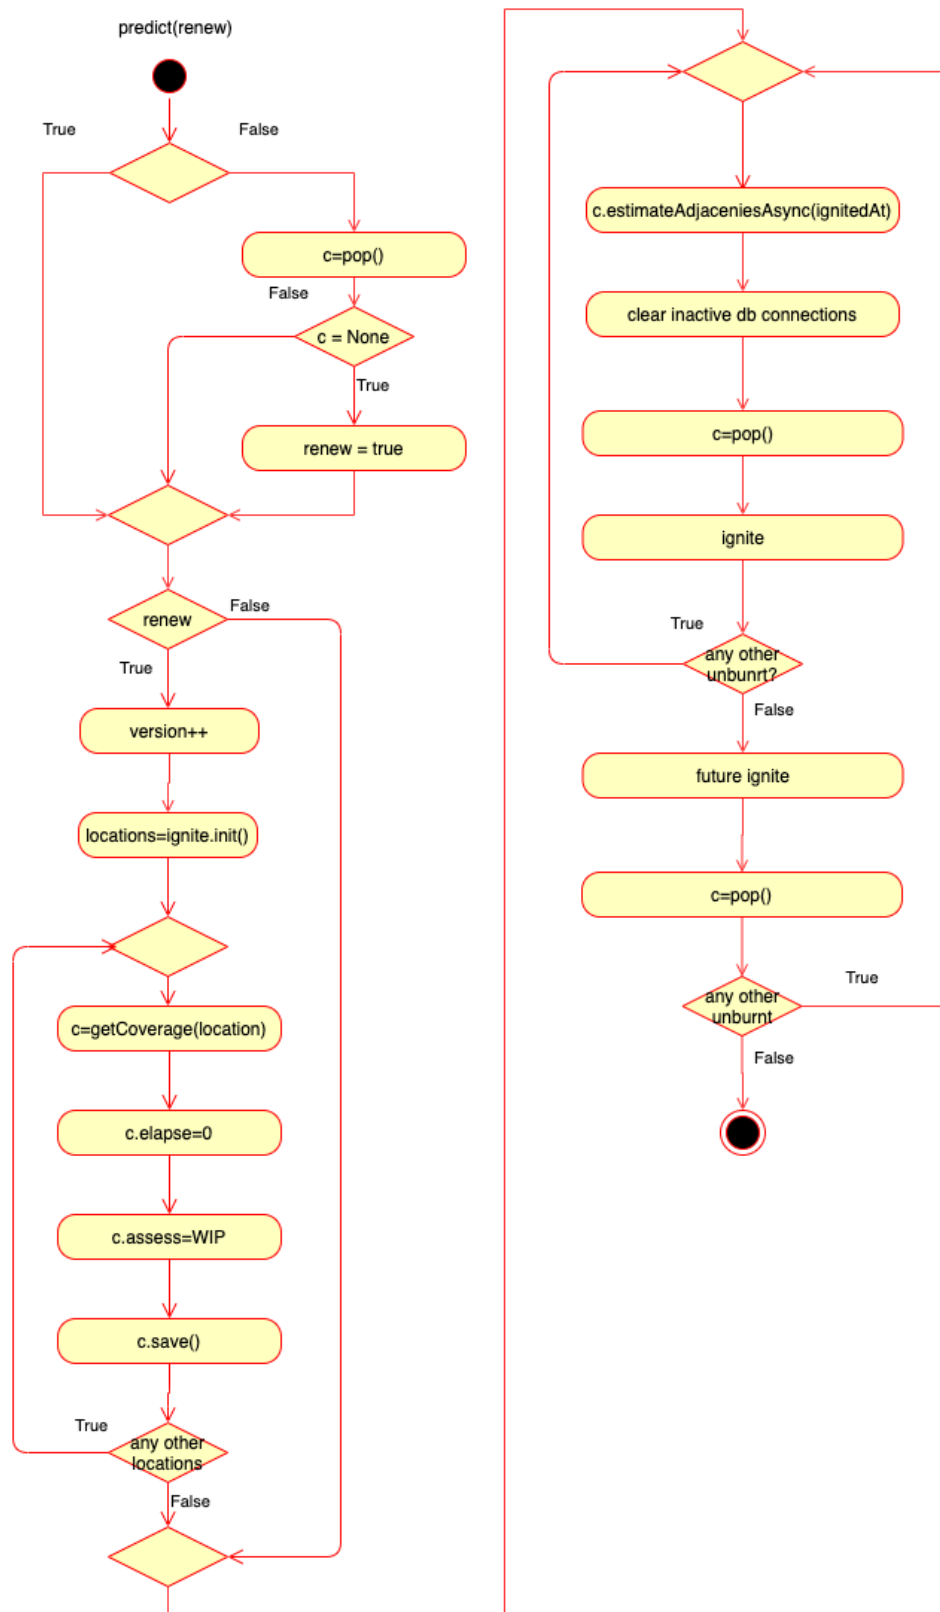 predict(renew)
True
False
c=pop()
False
c = None
True
renew = true
renew
False
True
version++
locations=ignite.init()
c=getCoverage(location)
c.elapse=0
c.assess=WIP
c.save()
True
any other
locations
False
c.estimateAdjaceniesAsync(ignitedAt)
clear inactive db connections
c=pop()
ignite
True
any other
unbunrt?
False
future ignite
c=pop()
any other
unburnt
True
False